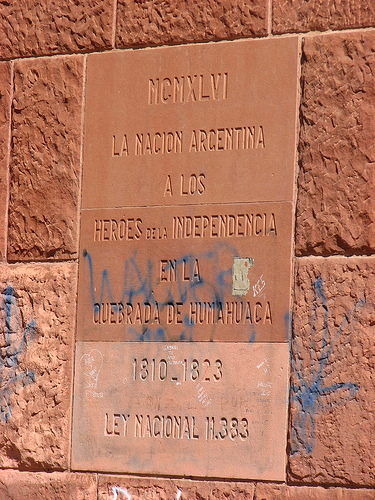 MCMXLVI
LA NACION ARGENTINA
A LOS
HEROES DE LA INDEPENDENCIA
EN LA
QUEBRADA DE HUMAHUACA
1810_1823
LEY NACIONAL 11.383